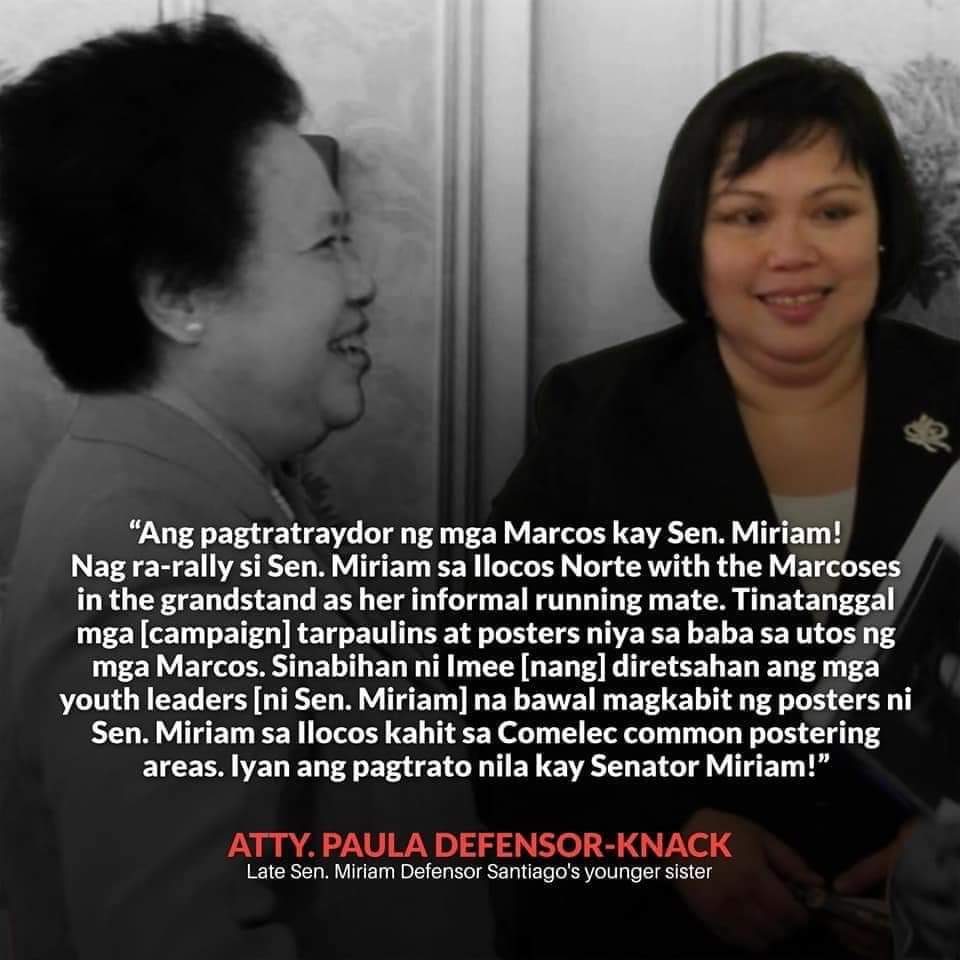 “Ang pagtratraydor ng mga Marcos kay Sen. Miriam!
Nag ra-rally si Sen. Miriam sa Ilocos Norte with the Marcoses
in the grandstand as her informal running mate. Tinatanggal
mga [campaign] tarpaulins at posters niya sa baba sa utos ng
mga Marcos. Sinabihan ni Imee [nang] diretsahan ang mga
youth leaders [ni Sen. Miriam] na bawal magkabit ng posters ni
Sen. Miriam sa Ilocos kahit sa Comelec common postering
areas. Iyan ang pagtrato nila kay Senator Miriam!”
ATTY. PAULA DEFENSOR-KNACK
Late Sen. Miriam Defensor Santiago's younger sister